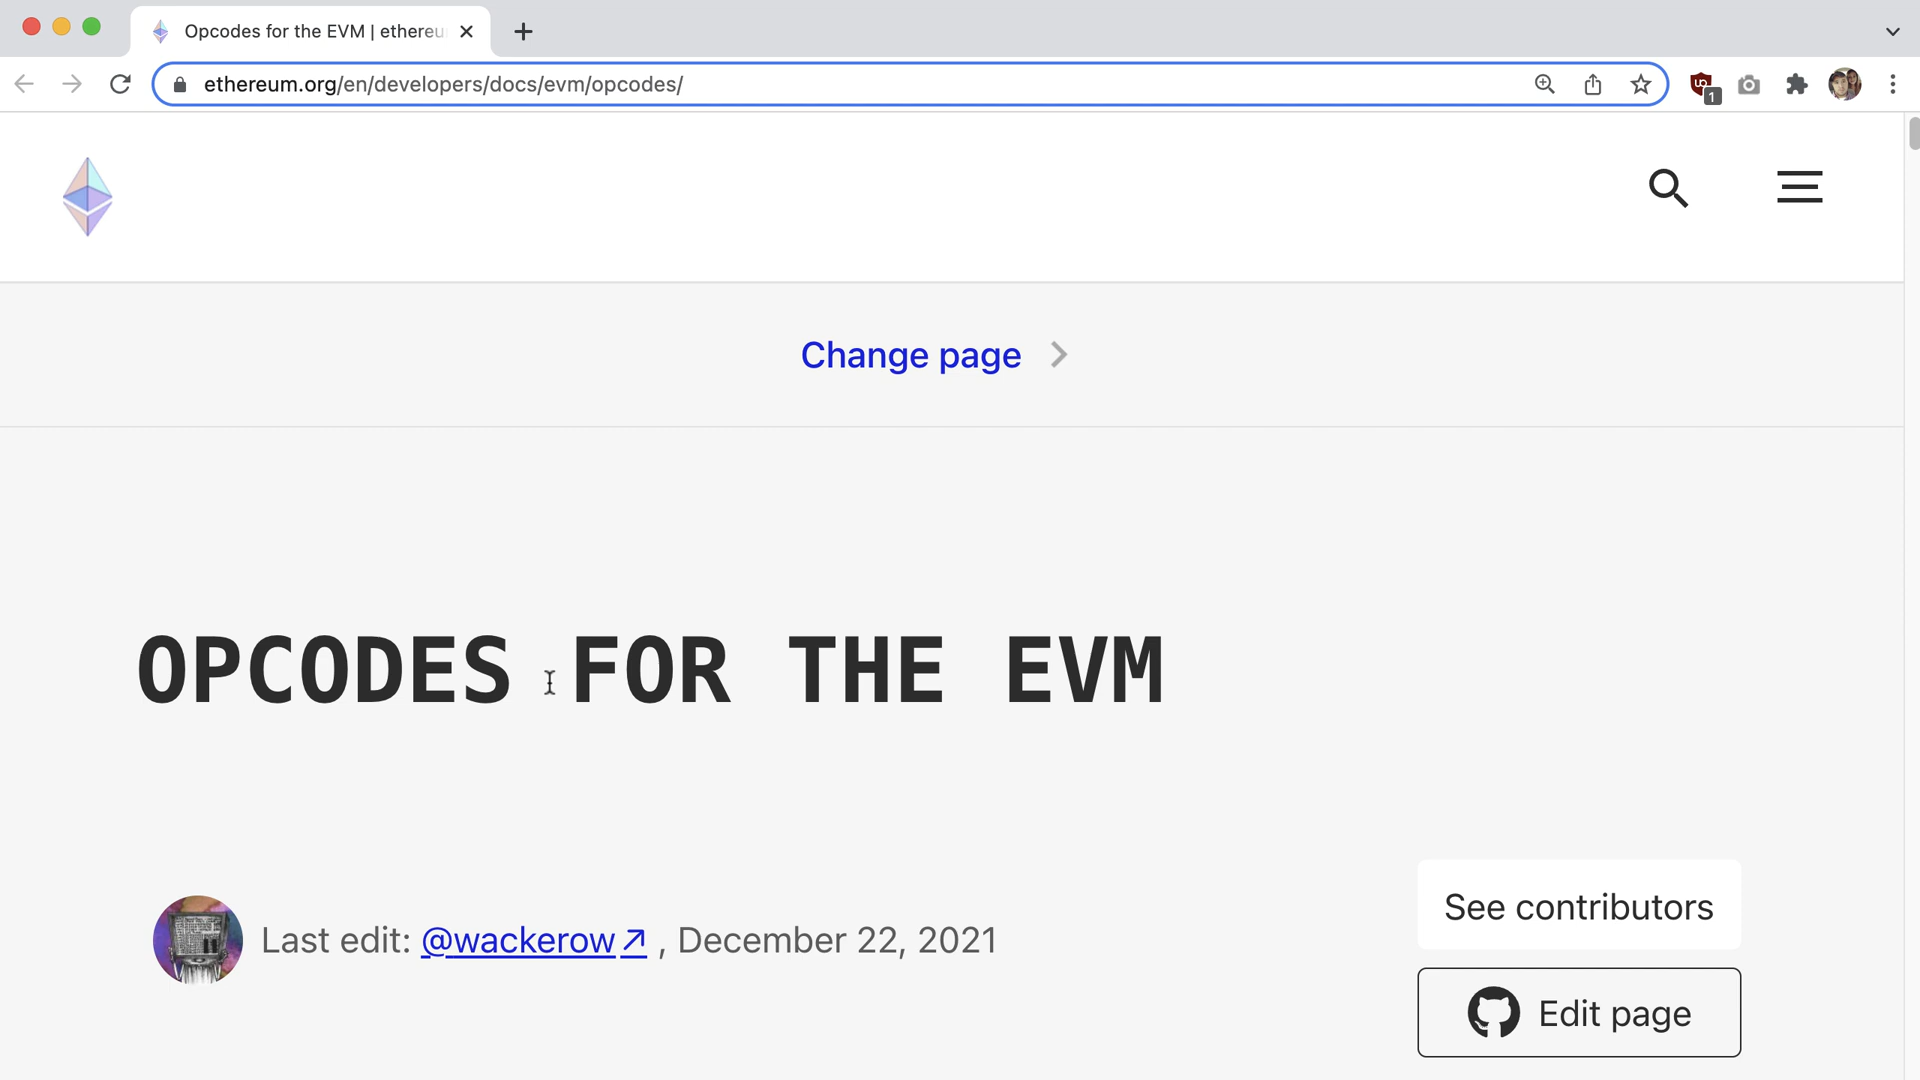 Opcodes for the EVM | ethereu
ethereum.org/en/developers/docs/evm/opcodes/
1
Change page
OPCODES FOR THE EVM
Last edit: @wackerow , December 22, 2021
See contributors
Edit page